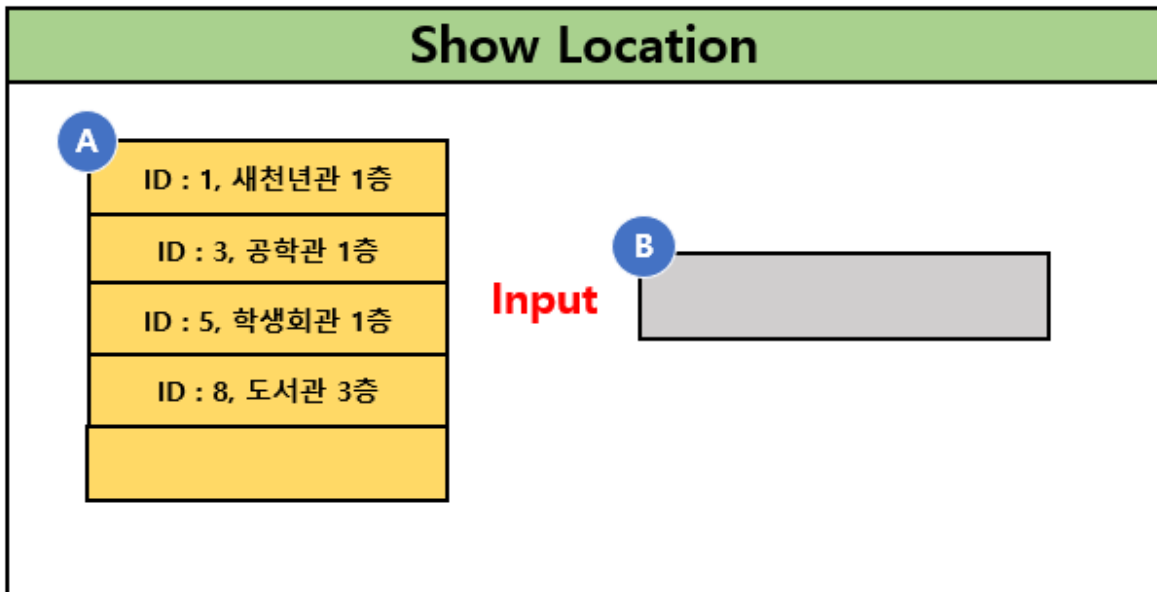 Show Location
A
ID : 1, 새천년관 1층
ID : 3, 공학관 1층
ID : 5, 학생회관 1층
ID : 8, 도서관 3층
B
Input